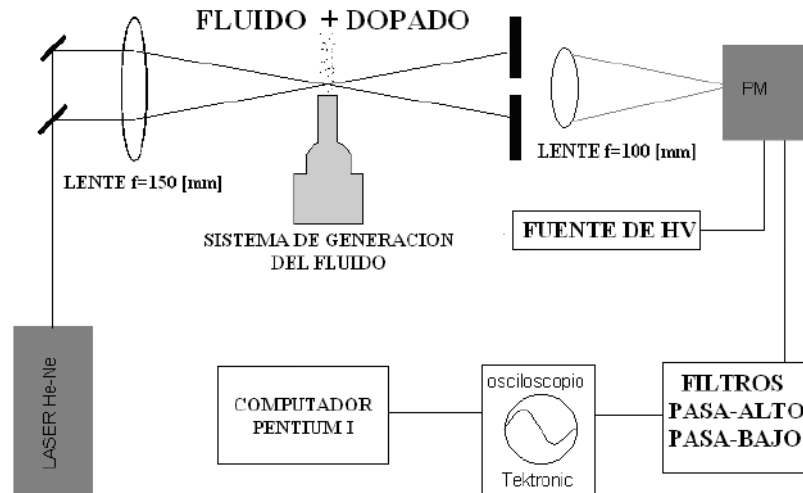 FLUIDO + DOPADO
PM
LENTE f=150 [mm]
LENTE f=100 [mm]
SISTEMA DE GENERACION
DEL FLUIDO
FUENTE DE HV
LASER He-Ne
COMPUTADOR
PENTIUM I
osciloscopio
Tektronic
FILTROS
PASA-ALTO
PASA-BAJO